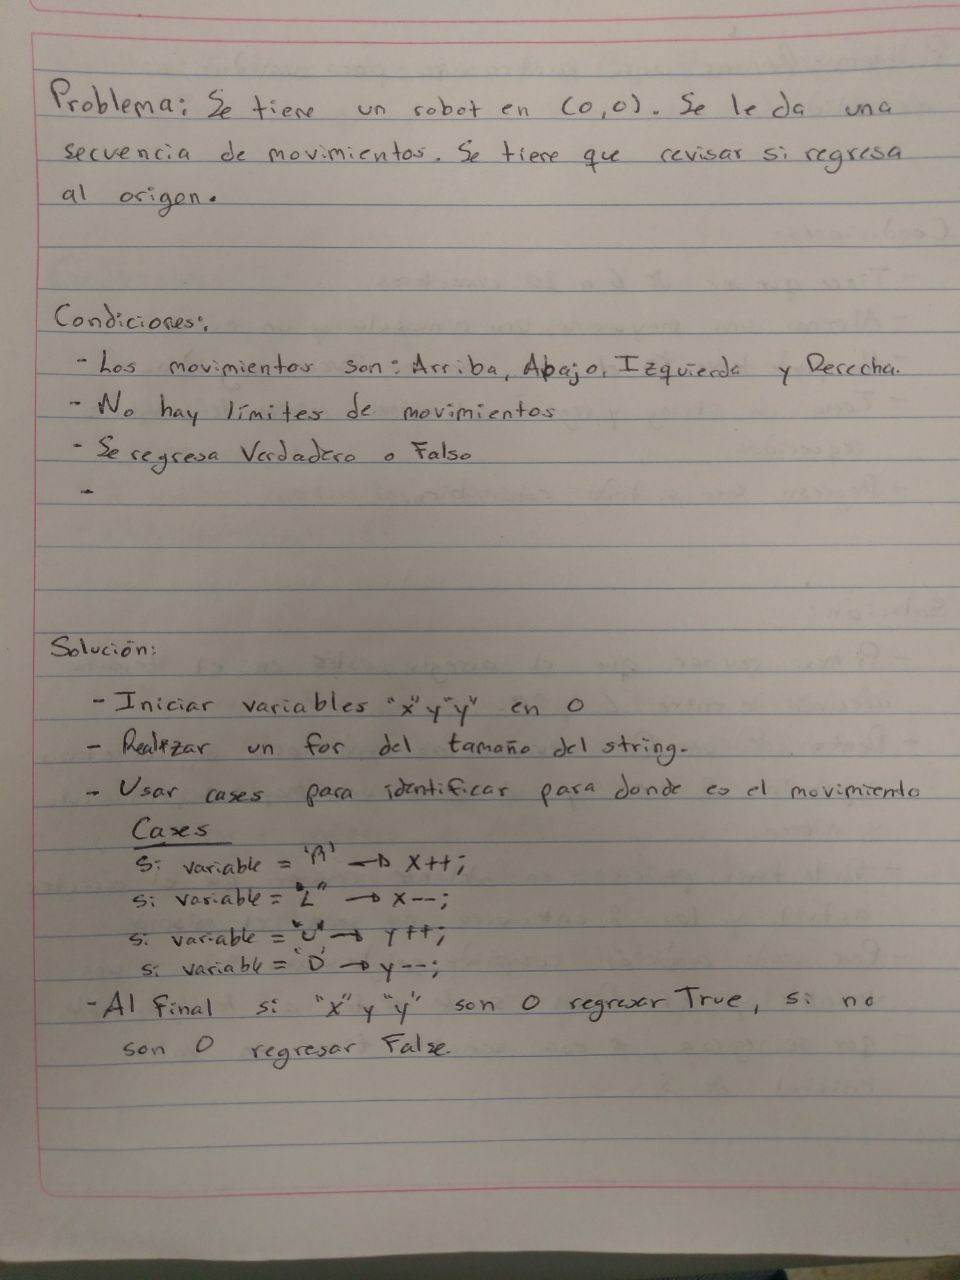 Problema: Se tiene un robot en (0,0). Se le da una
secuencia de movimientos. Se tiene que revisar si regresa
al origen.
Condiciones:
- Los movimientos son: Arriba, Abajo, Izquierda y Derecha.
- No hay límites de movimientos
- Se regresa Verdadero o Falso
-
Solución:
- Iniciar variables "x" y "y" en 0
- Realizar un for del tamaño del string.
- Usar cases para identificar para donde es el movimiento
Cases
si variable = 'R' → x++;
si variable = "L" → x--;
si variable = "U" → y++;
si variable = 'D' → y--;
- Al final si "x" y "y" son 0 regresar True, si no
son 0 regresar False.